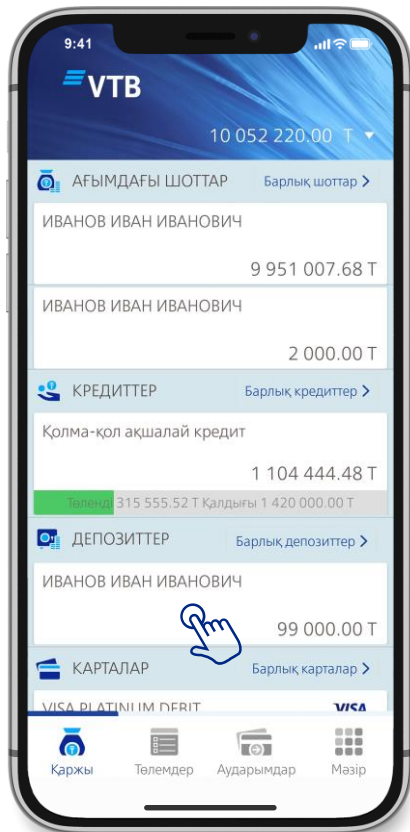 9:41
VTB
10 052 220.00 T
АҒЫМДАҒЫ ШОТТАР Барлық шоттар >
ИВАНОВ ИВАН ИВАНОВИЧ
9 951 007.68 T
ИВАНОВ ИВАН ИВАНОВИЧ
2 000.00 T
КРЕДИТТЕР Барлық кредиттер >
Қолма-қол ақшалай кредит
1 104 444.48 T
Төленді 315 555.52 T Қалдығы 1 420 000.00 T
ДЕПОЗИТТЕР Барлық депозиттер >
ИВАНОВ ИВАН ИВАНОВИЧ
99 000.00 T
КАРТАЛАР Барлық карталар >
VISA PLATINUM DEBIT VISA
Қаржы Төлемдер Аударымдар Мәзір